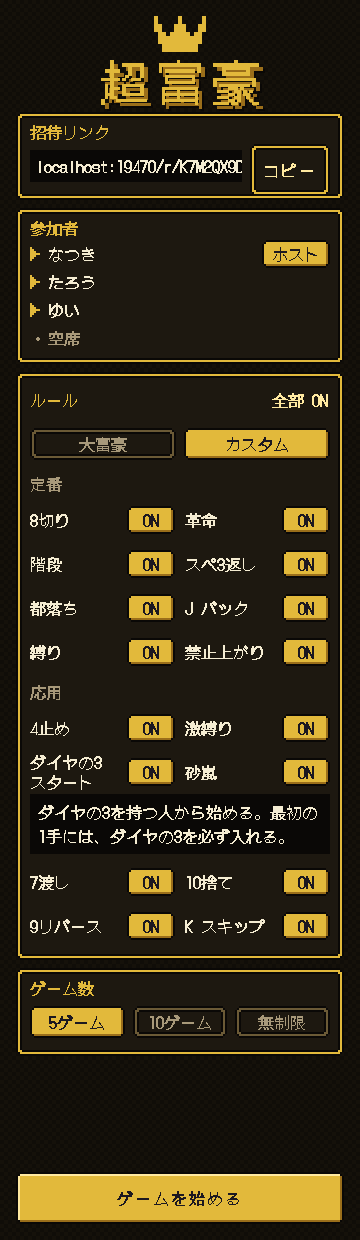 超富豪
招待リンク
localhost:19470/r/K7M2QX9D
コピー
参加者
なつき
ホスト
たろう
ゆい
・空席
ルール
全部 ON
大富豪
カスタム
定番
8切り ON 革命 ON
階段 ON スペ3返し ON
都落ち ON J バック ON
縛り ON 禁止上がり ON
応用
4止め ON 激縛り ON
ダイヤの3
スタート ON 砂嵐 ON
ダイヤの3を持つ人から始める。最初の
1手には、ダイヤの3を必ず入れる。
7渡し ON 10捨て ON
9リバース ON K スキップ ON
ゲーム数
5ゲーム 10ゲーム 無制限
ゲームを始める